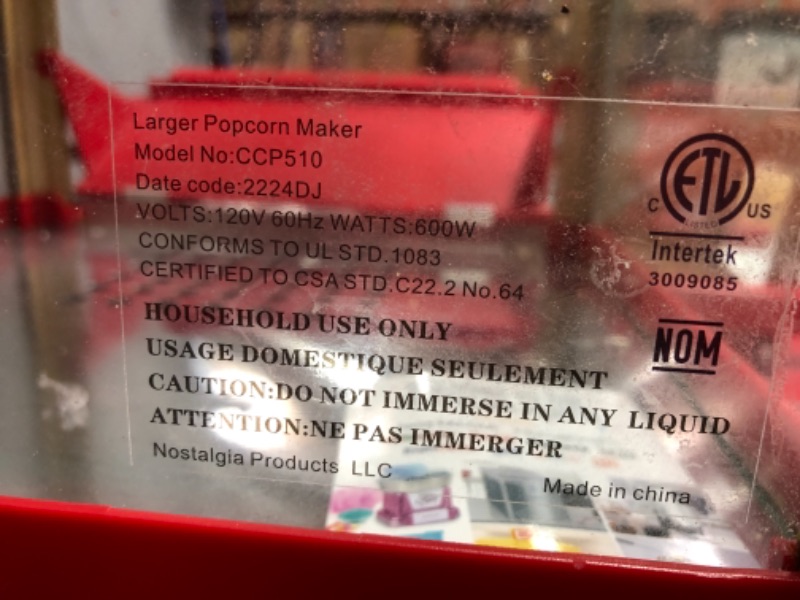 Larger Popcorn Maker
Model No:CCP510
Date code:2224DJ
VOLTS:120V 60Hz WATTS:600W
CONFORMS TO UL STD.1083
CERTIFIED TO CSA STD.C22.2 No.64
C ETL US
LISTED
Intertek
3009085
NOM
HOUSEHOLD USE ONLY
USAGE DOMESTIQUE SEULEMENT
CAUTION:DO NOT IMMERSE IN ANY LIQUID
ATTENTION:NE PAS IMMERGER
Nostalgia Products LLC
Made in china